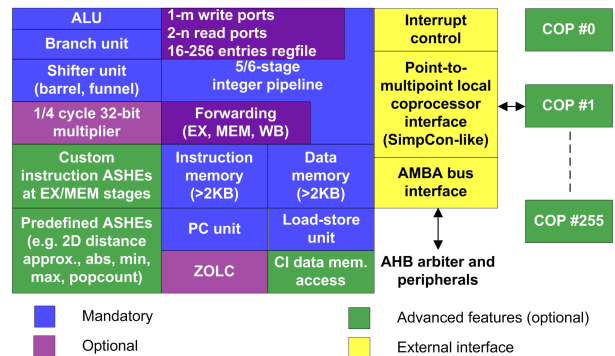 ALU
Branch unit
Shifter unit
(barrel, funnel)
1/4 cycle 32-bit
multiplier
Custom
instruction ASHEs
at EX/MEM stages
Predefined ASHEs
(e.g. 2D distance
approx., abs, min,
max, popcount)
1-m write ports
2-n read ports
16-256 entries regfile
5/6-stage
integer pipeline
Forwarding
(EX, MEM, WB)
Instruction
memory
(>2KB)
Data
memory
(>2KB)
PC unit
Load-store
unit
ZOLC
CI data mem.
access
Interrupt
control
Point-to-
multipoint local
coprocessor
interface
(SimpCon-like)
AMBA bus
interface
AHB arbiter and
peripherals
COP #0
COP #1
COP #255
Mandatory
Optional
Advanced features (optional)
External interface